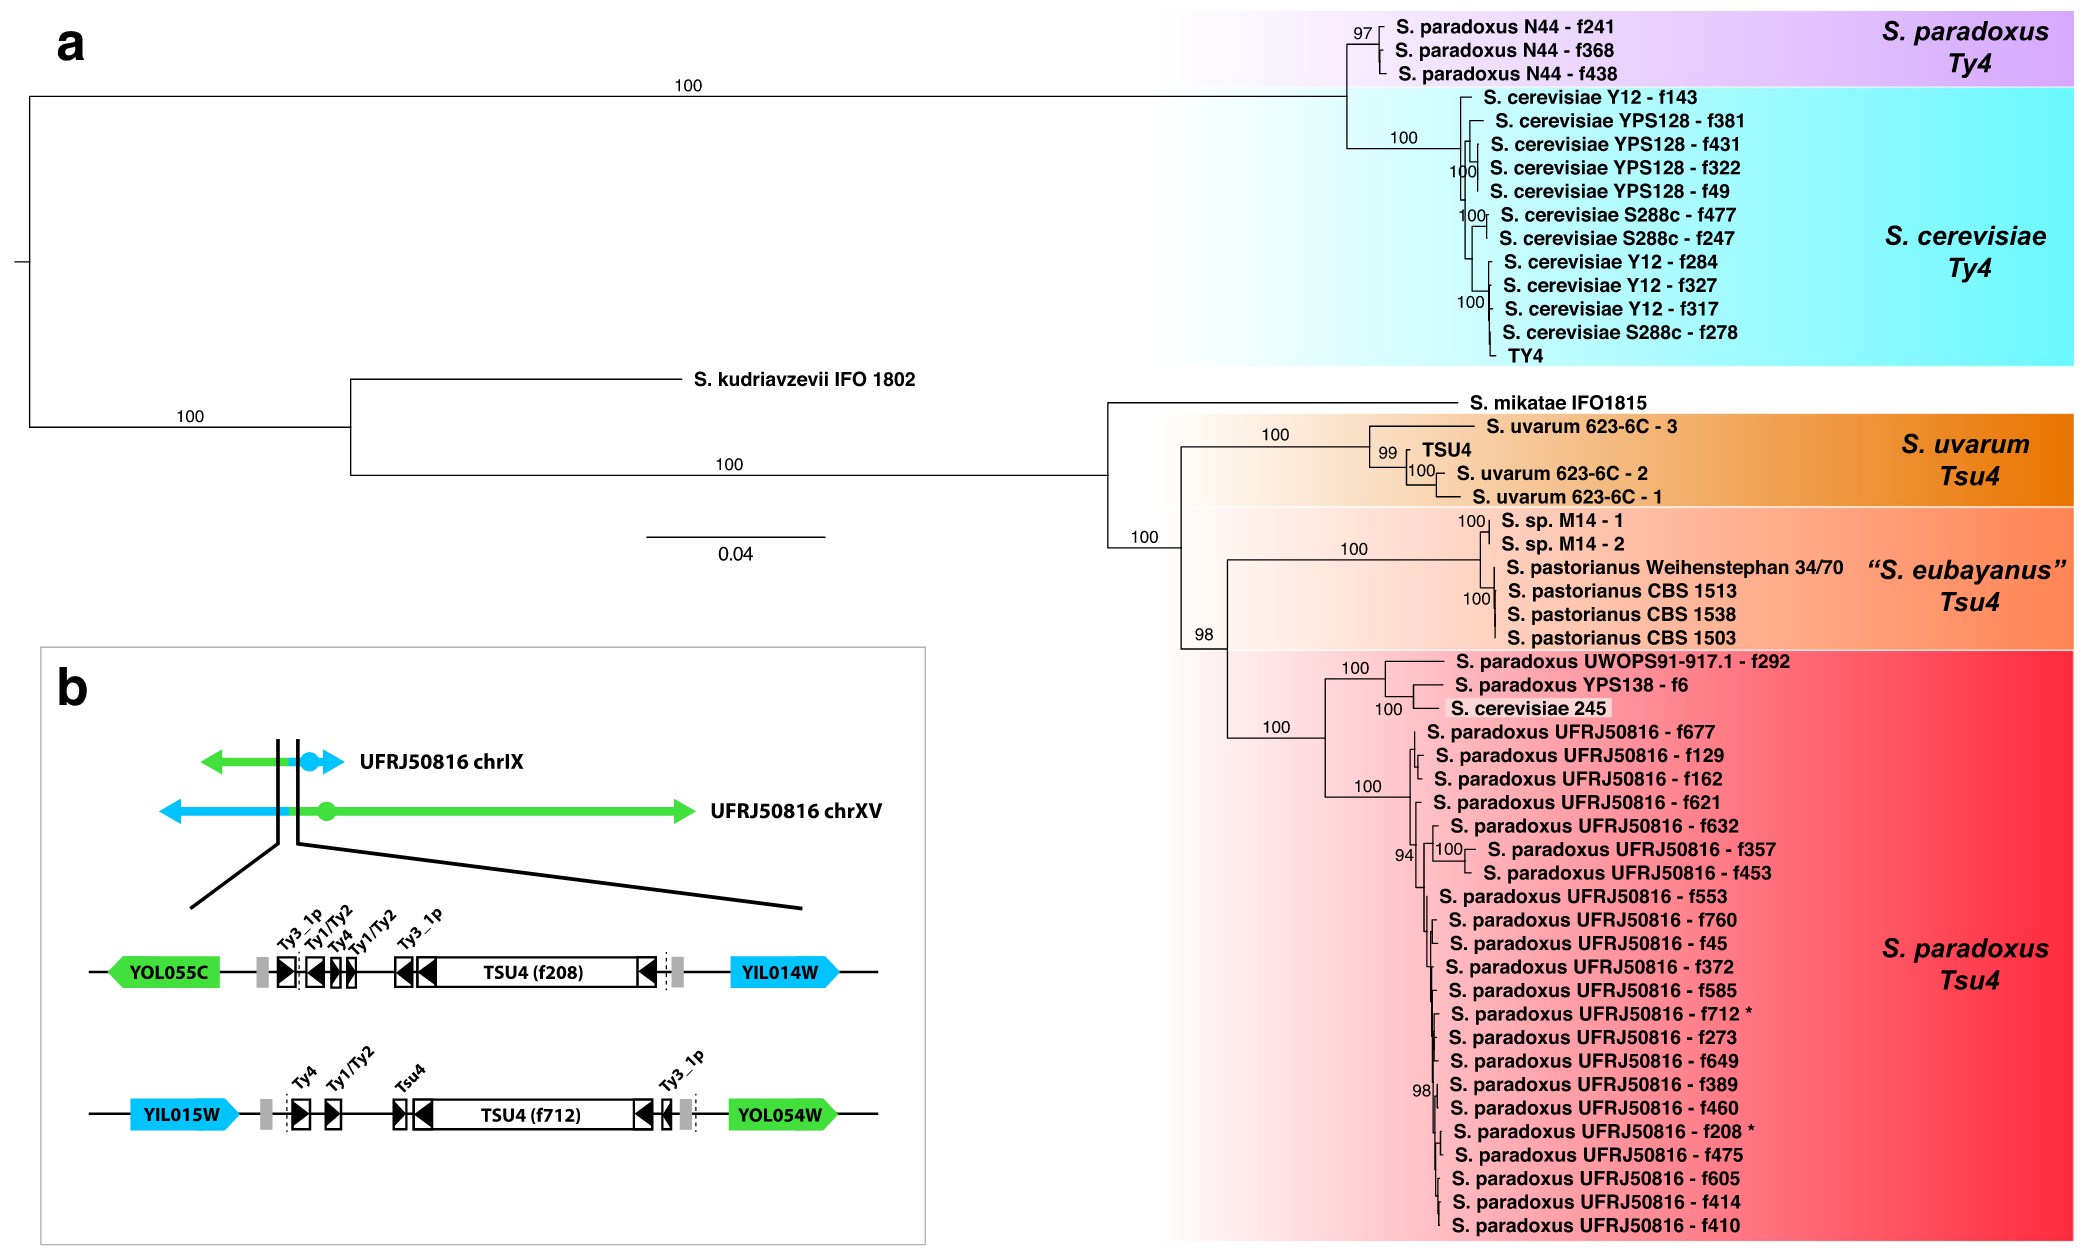 a
97
S. paradoxus N44 - f241
S. paradoxus N44 - f368
S. paradoxus N44 - f438
S. paradoxus
Ty4
100
S. cerevisiae Y12 - f143
S. cerevisiae YPS128 - f381
100
S. cerevisiae YPS128 - f431
100
S. cerevisiae YPS128 - f322
S. cerevisiae YPS128 - f49
100
S. cerevisiae S288c - f477
S. cerevisiae S288c - f247
S. cerevisiae Y12 - f284
S. cerevisiae Y12 - f327
100
S. cerevisiae Y12 - f317
S. cerevisiae S288c - f278
TY4
S. cerevisiae
Ty4
S. kudriavzevii IFO 1802
100
S. mikatae IFO1815
100
100
S. uvarum 623-6C - 3
99
TSU4
100
S. uvarum 623-6C - 2
S. uvarum 623-6C - 1
S. uvarum
Tsu4
0.04
100
100
S. sp. M14 - 1
S. sp. M14 - 2
100
S. pastorianus Weihenstephan 34/70
S. pastorianus CBS 1513
100
S. pastorianus CBS 1538
S. pastorianus CBS 1503
“S. eubayanus”
Tsu4
98
100
S. paradoxus UWOPS91-917.1 - f292
S. paradoxus YPS138 - f6
100
S. cerevisiae 245
100
S. paradoxus UFRJ50816 - f677
S. paradoxus UFRJ50816 - f129
S. paradoxus UFRJ50816 - f162
100
S. paradoxus UFRJ50816 - f621
S. paradoxus UFRJ50816 - f632
94
100
S. paradoxus UFRJ50816 - f357
S. paradoxus UFRJ50816 - f453
S. paradoxus UFRJ50816 - f553
S. paradoxus UFRJ50816 - f760
S. paradoxus UFRJ50816 - f45
S. paradoxus UFRJ50816 - f372
S. paradoxus UFRJ50816 - f585
S. paradoxus UFRJ50816 - f712 *
S. paradoxus UFRJ50816 - f273
S. paradoxus UFRJ50816 - f649
98
S. paradoxus UFRJ50816 - f389
S. paradoxus UFRJ50816 - f460
S. paradoxus UFRJ50816 - f208 *
S. paradoxus UFRJ50816 - f475
S. paradoxus UFRJ50816 - f605
S. paradoxus UFRJ50816 - f414
S. paradoxus UFRJ50816 - f410
S. paradoxus
Tsu4
b
UFRJ50816 chrIX
UFRJ50816 chrXV
Ty3_1p
Ty1/Ty2
Ty4
Ty1/Ty2
Ty3_1p
YOL055C
TSU4 (f208)
YIL014W
Ty4
Ty1/Ty2
Tsu4
Ty3_1p
YIL015W
TSU4 (f712)
YOL054W